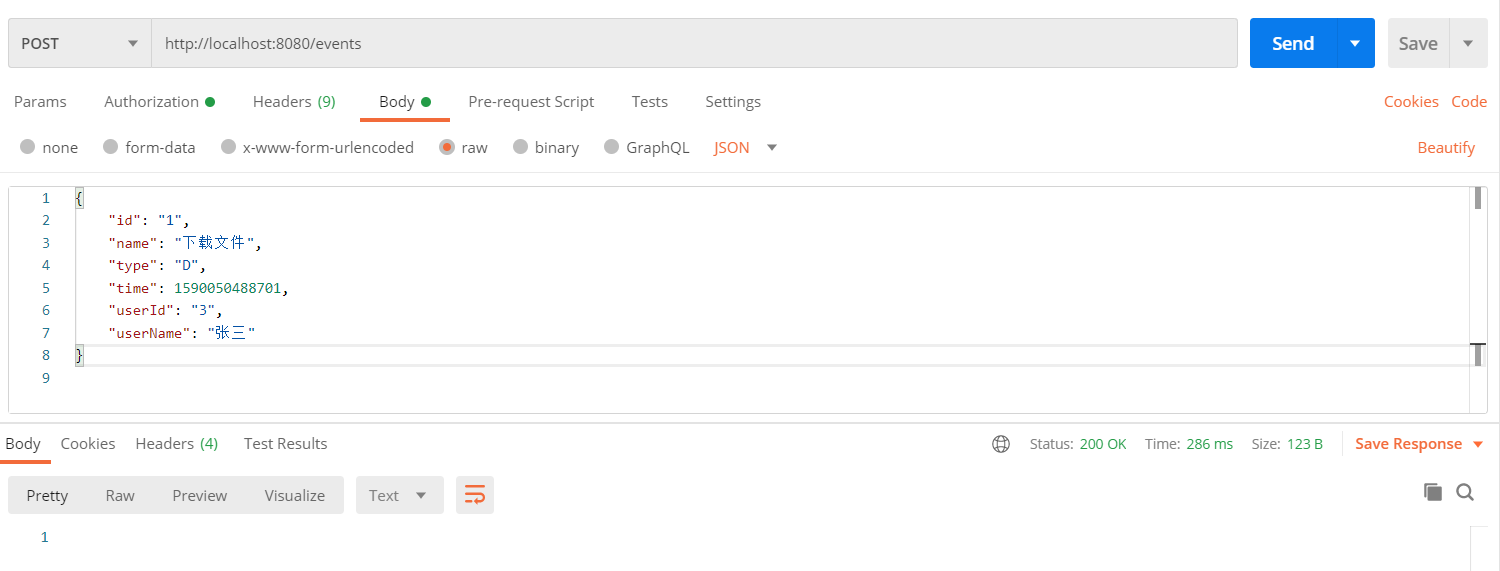 POST http://localhost:8080/events Send Save
Params Authorization Headers (9) Body Pre-request Script Tests Settings Cookies Code
none form-data x-www-form-urlencoded raw binary GraphQL JSON Beautify
1 {
2 "id": "1",
3 "name": "下载文件",
4 "type": "D",
5 "time": 1590050488701,
6 "userId": "3",
7 "userName": "张三"
8 }
9
Body Cookies Headers (4) Test Results Status: 200 OK Time: 286 ms Size: 123 B Save Response
Pretty Raw Preview Visualize Text
1